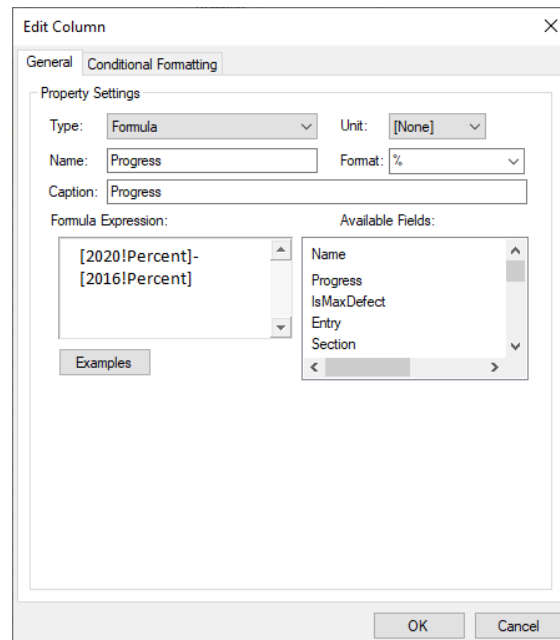 Edit Column
General Conditional Formatting
Property Settings
Type: Formula Unit: [None]
Name: Progress Format: %
Caption: Progress
Formula Expression: Available Fields:
[2020!Percent]-
[2016!Percent]
Name
Progress
IsMaxDefect
Entry
Section
Examples
OK Cancel